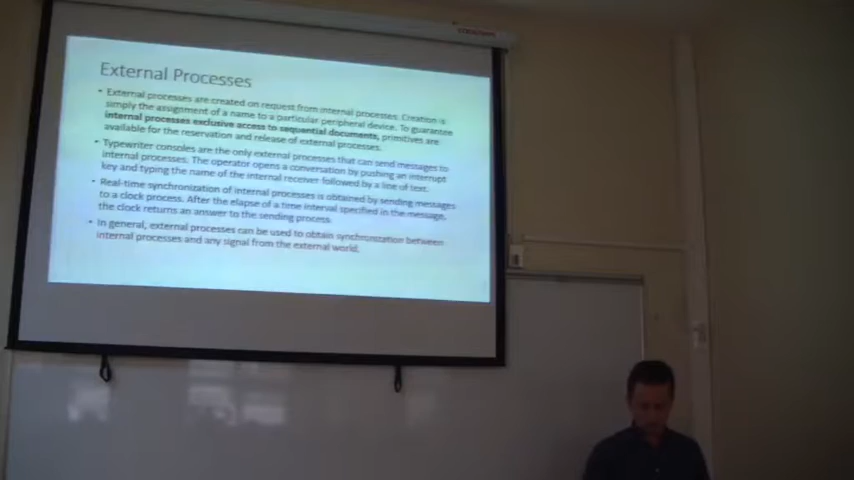 External Processes
• External processes are created on request from internal processes. Creation is
simply the assignment of a name to a particular peripheral device. To guarantee
internal processes exclusive access to sequential documents, primitives are
available for the reservation and release of external processes.
• Typewriter consoles are the only external processes that can send messages to
internal processes. The operator opens a conversation by pushing an interrupt
key and typing the name of the internal receiver followed by a line of text.
• Real-time synchronization of internal processes is obtained by sending messages
to a clock process. After the elapse of a time interval specified in the message,
the clock returns an answer to the sending process.
• In general, external processes can be used to obtain synchronization between
internal processes and any signal from the external world.